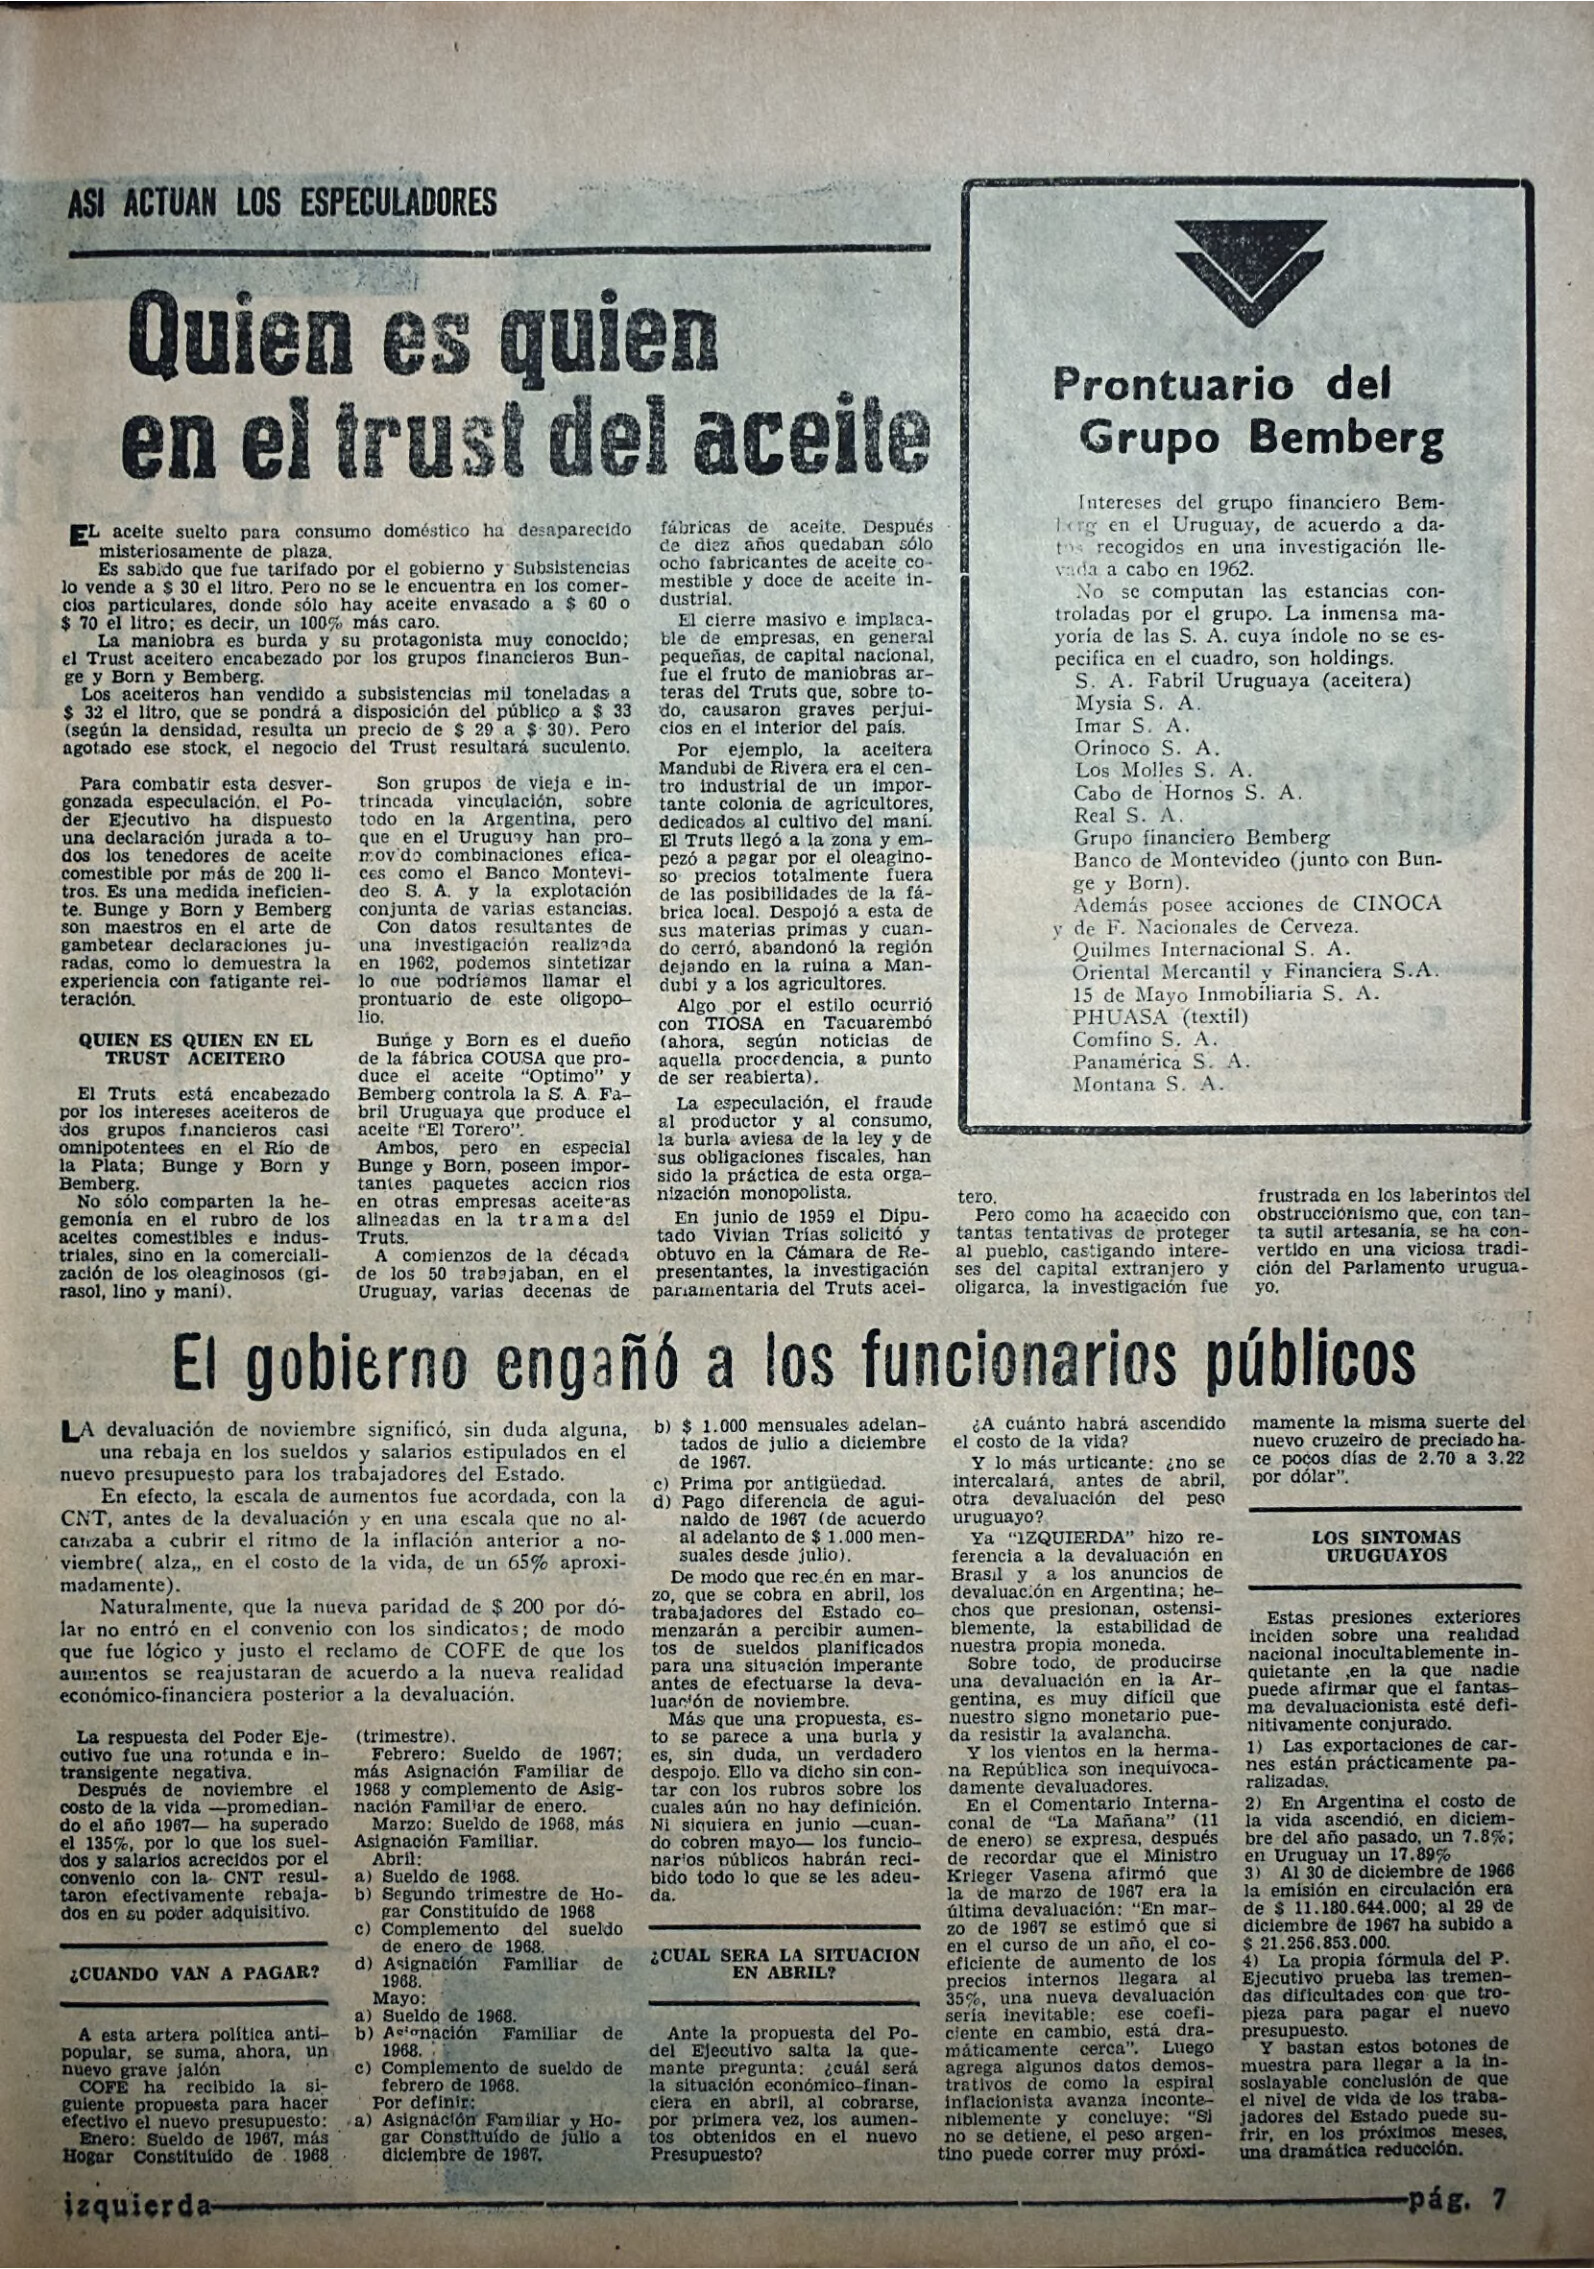 ASI ACTUAN LOS ESPECULADORES
Quien es quien
en el trust del aceite
EL aceite suelto para consumo doméstico ha desaparecido
misteriosamente de plaza.
Es sabido que fue tarifado por el gobierno y Subsistencias
lo vende a $ 30 el litro. Pero no se le encuentra en los comer-
cios particulares, donde sólo hay aceite envasado a $ 60 o
$ 70 el litro; es decir, un 100% más caro.
La maniobra es burda y su protagonista muy conocido;
el Trust aceitero encabezado por los grupos financieros Bun-
ge y Born y Bemberg.
Los aceiteros han vendido a subsistencias mil toneladas a
$ 32 el litro, que se pondrá a disposición del público a $ 33
(según la densidad, resulta un precio de $ 29 a $ 30). Pero
agotado ese stock, el negocio del Trust resultará suculento.
Para combatir esta desver-
gonzada especulación, el Po-
der Ejecutivo ha dispuesto
una declaración jurada a to-
dos los tenedores de aceite
comestible por más de 200 li-
tros. Es una medida ineficien-
te. Bunge y Born y Bemberg
son maestros en el arte de
gambetear declaraciones ju-
radas, como lo demuestra la
experiencia con fatigante rei-
teración.
QUIEN ES QUIEN EN EL
TRUST ACEITERO
El Truts está encabezado
por los intereses aceiteros de
dos grupos financieros casi
omnipotentees en el Río de
la Plata; Bunge y Born y
Bemberg.
No sólo comparten la he-
gemonía en el rubro de los
aceites comestibles e indus-
triales, sino en la comerciali-
zación de los oleaginosos (gi-
rasol, lino y maní).
Son grupos de vieja e in-
trincada vinculación, sobre
todo en la Argentina, pero
que en el Uruguay han pro-
movido combinaciones efica-
ces como el Banco Montevi-
deo S. A. y la explotación
conjunta de varias estancias.
Con datos resultantes de
una investigación realizada
en 1962, podemos sintetizar
lo que podríamos llamar el
prontuario de este oligopo-
lio.
Bunge y Born es el dueño
de la fábrica COUSA que pro-
duce el aceite "Optimo" y
Bemberg controla la S. A. Fa-
bril Uruguaya que produce el
aceite "El Torero".
Ambos, pero en especial
Bunge y Born, poseen impor-
tantes paquetes accion rios
en otras empresas aceiteras
alineadas en la trama del
Truts.
A comienzos de la década
de los 50 trabajaban, en el
Uruguay, varias decenas de
fábricas de aceite. Después
de diez años quedaban sólo
ocho fabricantes de aceite co-
mestible y doce de aceite in-
dustrial.
El cierre masivo e implaca-
ble de empresas, en general
pequeñas, de capital nacional,
fue el fruto de maniobras ar-
teras del Truts que, sobre to-
do, causaron graves perjui-
cios en el interior del país.
Por ejemplo, la aceitera
Mandubi de Rivera era el cen-
tro industrial de un impor-
tante colonia de agricultores,
dedicados al cultivo del maní.
El Truts llegó a la zona y em-
pezó a pagar por el oleagino-
so precios totalmente fuera
de las posibilidades de la fá-
brica local. Despojó a esta de
sus materias primas y cuan-
do cerró, abandonó la región
dejando en la ruina a Man-
dubi y a los agricultores.
Algo por el estilo ocurrió
con TIOSA en Tacuarembó
(ahora, según noticias de
aquella procedencia, a punto
de ser reabierta).
La especulación, el fraude
al productor y al consumo,
la burla aviesa de la ley y de
sus obligaciones fiscales, han
sido la práctica de esta orga-
nización monopolista.
En junio de 1959 el Dipu-
tado Vivian Trías solicitó y
obtuvo en la Cámara de Re-
presentantes, la investigación
parlamentaria del Truts acei-
tero.
Pero como ha acaecido con
tantas tentativas de proteger
al pueblo, castigando intere-
ses del capital extranjero y
oligarca, la investigación fue
frustrada en los laberintos del
obstruccionismo que, con tan-
ta sutil artesanía, se ha con-
vertido en una viciosa tradi-
ción del Parlamento urugua-
yo.
Prontuario del
Grupo Bemberg
Intereses del grupo financiero Bem-
berg en el Uruguay, de acuerdo a da-
tos recogidos en una investigación lle-
vada a cabo en 1962.
No se computan las estancias con-
troladas por el grupo. La inmensa ma-
yoría de las S. A. cuya índole no se es-
pecifica en el cuadro, son holdings.
S. A. Fabril Uruguaya (aceitera)
Mysia S. A.
Imar S. A.
Orinoco S. A.
Los Molles S. A.
Cabo de Hornos S. A.
Real S. A.
Grupo financiero Bemberg
Banco de Montevideo (junto con Bun-
ge y Born).
Además posee acciones de CINOCA
y de F. Nacionales de Cerveza.
Quilmes Internacional S. A.
Oriental Mercantil y Financiera S.A.
15 de Mayo Inmobiliaria S. A.
PHUASA (textil)
Comfino S. A.
Panamérica S. A.
Montana S. A.
El gobierno engañó a los funcionarios públicos
LA devaluación de noviembre significó, sin duda alguna,
una rebaja en los sueldos y salarios estipulados en el
nuevo presupuesto para los trabajadores del Estado.
En efecto, la escala de aumentos fue acordada, con la
CNT, antes de la devaluación y en una escala que no al-
canzaba a cubrir el ritmo de la inflación anterior a no-
viembre( alza,, en el costo de la vida, de un 65% aproxi-
madamente).
Naturalmente, que la nueva paridad de $ 200 por dó-
lar no entró en el convenio con los sindicatos; de modo
que fue lógico y justo el reclamo de COFE de que los
aumentos se reajustaran de acuerdo a la nueva realidad
económico-financiera posterior a la devaluación.
La respuesta del Poder Eje-
cutivo fue una rotunda e in-
transigente negativa.
Después de noviembre el
costo de la vida —promedian-
do el año 1967— ha superado
el 135%, por lo que los suel-
dos y salarios acrecidos por el
convenio con la CNT resul-
taron efectivamente rebaja-
dos en su poder adquisitivo.
¿CUANDO VAN A PAGAR?
A esta artera política anti-
popular, se suma, ahora, un
nuevo grave jalón
COFE ha recibido la si-
guiente propuesta para hacer
efectivo el nuevo presupuesto:
Enero: Sueldo de 1967, más
Hogar Constituído de 1968
(trimestre).
Febrero: Sueldo de 1967;
más Asignación Familiar de
1968 y complemento de Asig-
nación Familiar de enero.
Marzo: Sueldo de 1968, más
Asignación Familiar.
Abril:
a) Sueldo de 1968.
b) Segundo trimestre de Ho-
gar Constituído de 1968
c) Complemento del sueldo
de enero de 1968.
d) Asignación Familiar de
1968.
Mayo:
a) Sueldo de 1968.
b) Asignación Familiar de
1968.
c) Complemento de sueldo de
febrero de 1968.
Por definir:
a) Asignación Familiar y Ho-
gar Constituído de julio a
diciembre de 1967.
b) $ 1.000 mensuales adelan-
tados de julio a diciembre
de 1967.
c) Prima por antigüedad.
d) Pago diferencia de agui-
naldo de 1967 (de acuerdo
al adelanto de $ 1.000 men-
suales desde julio).
De modo que recién en mar-
zo, que se cobra en abril, los
trabajadores del Estado co-
menzarán a percibir aumen-
tos de sueldos planificados
para una situación imperante
antes de efectuarse la deva-
luación de noviembre.
Más que una propuesta, es-
to se parece a una burla y
es, sin duda, un verdadero
despojo. Ello va dicho sin con-
tar con los rubros sobre los
cuales aún no hay definición.
Ni siquiera en junio —cuan-
do cobren mayo— los funcio-
narios públicos habrán reci-
bido todo lo que se les adeu-
da.
¿CUAL SERA LA SITUACION
EN ABRIL?
Ante la propuesta del Po-
der Ejecutivo salta la que-
mante pregunta: ¿cuál será
la situación económico-finan-
ciera en abril, al cobrarse,
por primera vez, los aumen-
tos obtenidos en el nuevo
Presupuesto?
¿A cuánto habrá ascendido
el costo de la vida?
Y lo más urticante: ¿no se
intercalará, antes de abril,
otra devaluación del peso
uruguayo?
Ya "IZQUIERDA" hizo re-
ferencia a la devaluación en
Brasil y a los anuncios de
devaluación en Argentina; he-
chos que presionan, ostensi-
blemente, la estabilidad de
nuestra propia moneda.
Sobre todo, de producirse
una devaluación en la Ar-
gentina, es muy difícil que
nuestro signo monetario pue-
da resistir la avalancha.
Y los vientos en la herma-
na República son inequívoca-
damente devaluadores.
En el Comentario Interna-
conal de "La Mañana" (11
de enero) se expresa, después
de recordar que el Ministro
Krieger Vasena afirmó que
la de marzo de 1967 era la
última devaluación: "En mar-
zo de 1967 se estimó que si
en el curso de un año, el co-
eficiente de aumento de los
precios internos llegara al
35%, una nueva devaluación
sería inevitable; ese coefi-
ciente en cambio, está dra-
máticamente cerca". Luego
agrega algunos datos demos-
trativos de como la espiral
inflacionista avanza inconte-
niblemente y concluye: "Si
no se detiene, el peso argen-
tino puede correr muy próxi-
mamente la misma suerte del
nuevo cruzeiro de preciado ha-
ce pocos días de 2.70 a 3.22
por dólar".
LOS SINTOMAS
URUGUAYOS
Estas presiones exteriores
inciden sobre una realidad
nacional inocultablemente in-
quietante ,en la que nadie
puede afirmar que el fantas-
ma devaluacionista esté defi-
nitivamente conjurado.
1) Las exportaciones de car-
nes están prácticamente pa-
ralizadas.
2) En Argentina el costo de
la vida ascendió, en diciem-
bre del año pasado, un 7.8%;
en Uruguay un 17.89%
3) Al 30 de diciembre de 1966
la emisión en circulación era
de $ 11.180.644.000; al 29 de
diciembre de 1967 ha subido a
$ 21.256.853.000.
4) La propia fórmula del P.
Ejecutivo prueba las tremen-
das dificultades con que tro-
pieza para pagar el nuevo
presupuesto.
Y bastan estos botones de
muestra para llegar a la in-
soslayable conclusión de que
el nivel de vida de los traba-
jadores del Estado puede su-
frir, en los próximos meses,
una dramática reducción.
izquierda
pág. 7